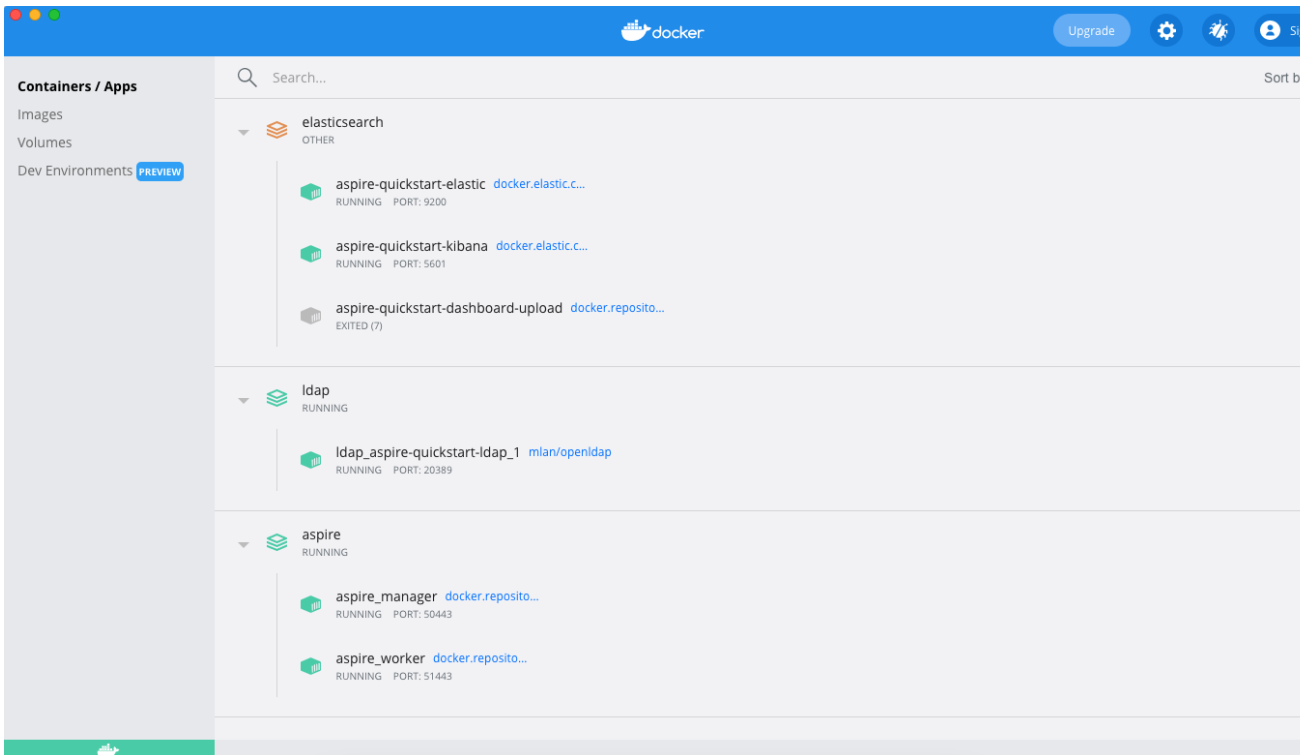 docker
Upgrade
Containers / Apps
Images
Volumes
Dev Environments PREVIEW
Search...
Sort b
elasticsearch
OTHER
aspire-quickstart-elastic docker.elastic.c...
RUNNING PORT: 9200
aspire-quickstart-kibana docker.elastic.c...
RUNNING PORT: 5601
aspire-quickstart-dashboard-upload docker.reposito...
EXITED (7)
ldap
RUNNING
ldap_aspire-quickstart-ldap_1 mlan/openldap
RUNNING PORT: 20389
aspire
RUNNING
aspire_manager docker.reposito...
RUNNING PORT: 50443
aspire_worker docker.reposito...
RUNNING PORT: 51443